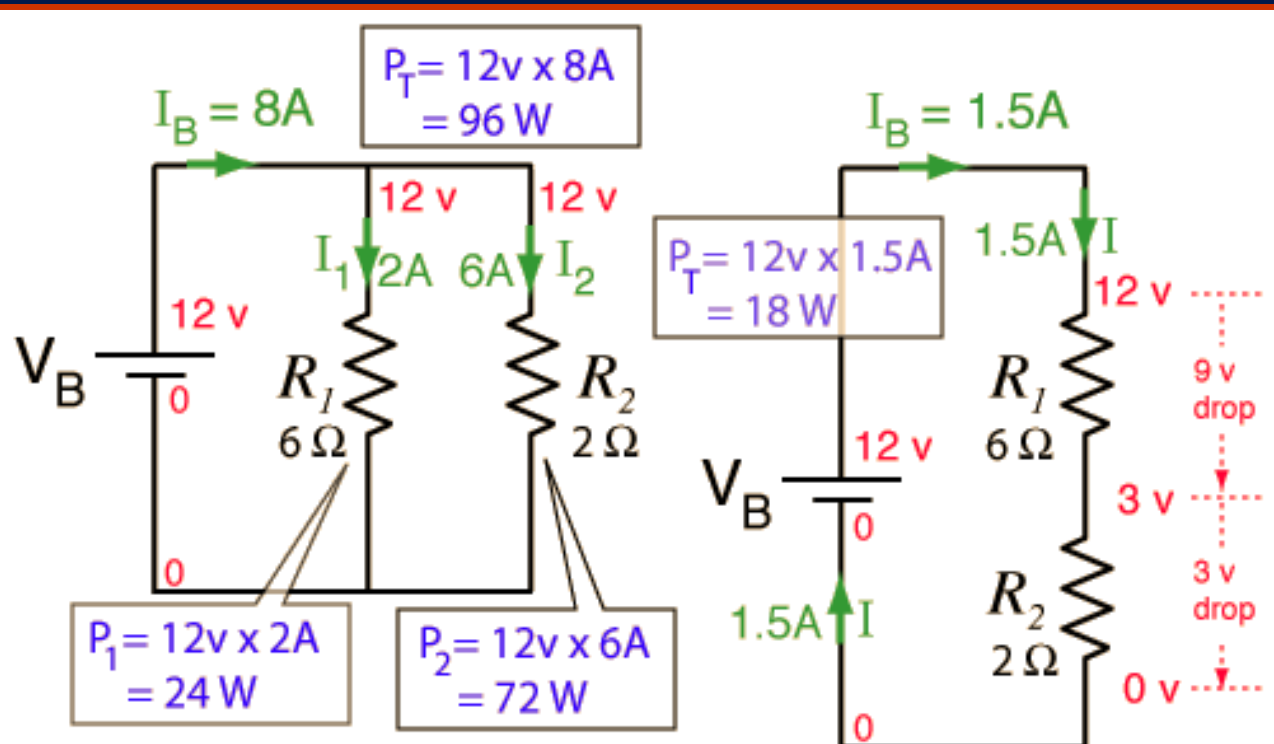 P_T = 12v x 8A
= 96 W
I_B = 8A
12 v
12 v
I_1
2A
6A
I_2
12 v
V_B
0
R_1
6 Ω
R_2
2 Ω
0
P_1 = 12v x 2A
= 24 W
P_2 = 12v x 6A
= 72 W
I_B = 1.5A
P_T = 12v x 1.5A
= 18 W
1.5A
I
12 v
9 v
drop
R_1
6 Ω
12 v
V_B
0
3 v
3 v
drop
R_2
2 Ω
1.5A
I
0 v
0